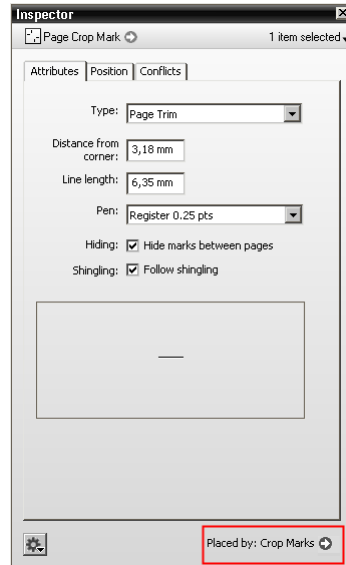 Inspector
Page Crop Mark 1 item selected
Attributes Position Conflicts
Type: Page Trim
Distance from
corner: 3,18 mm
Line length: 6,35 mm
Pen: Register 0.25 pts
Hiding: Hide marks between pages
Shingling: Follow shingling
Placed by: Crop Marks